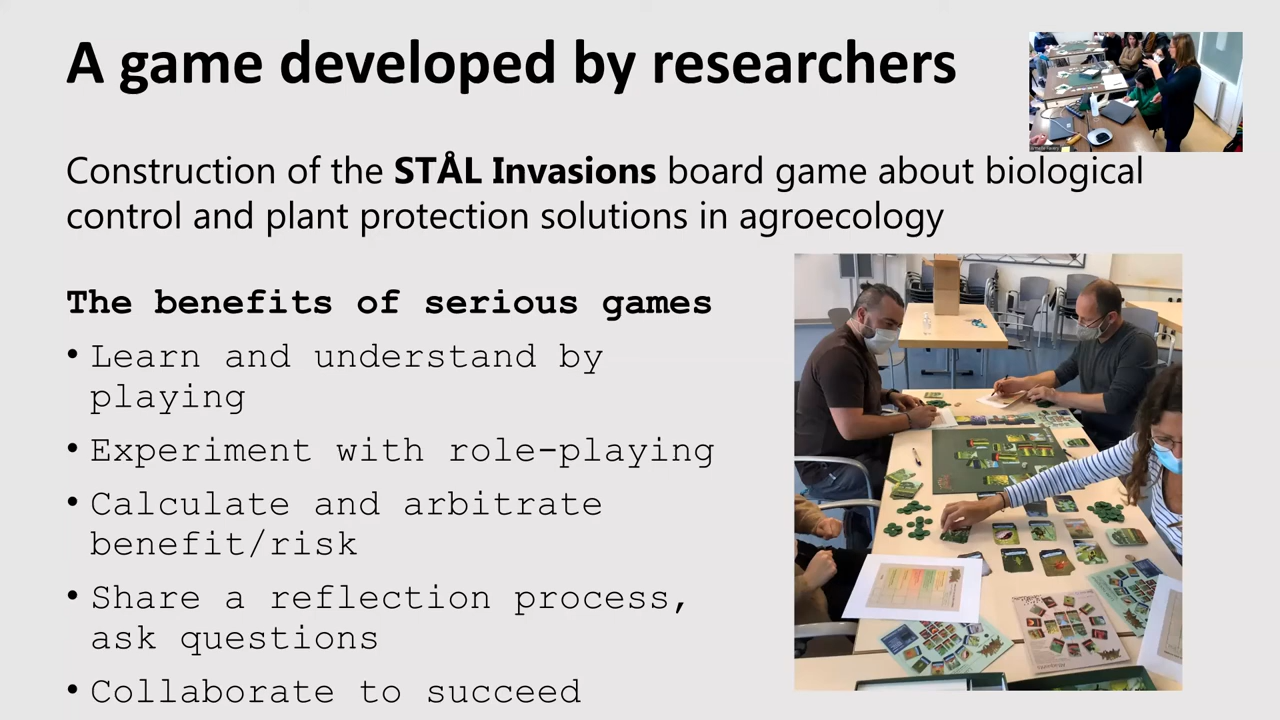 A game developed by researchers
Construction of the STÅL Invasions board game about biological
control and plant protection solutions in agroecology
The benefits of serious games
• Learn and understand by
playing
• Experiment with role-playing
• Calculate and arbitrate
benefit/risk
• Share a reflection process,
ask questions
• Collaborate to succeed